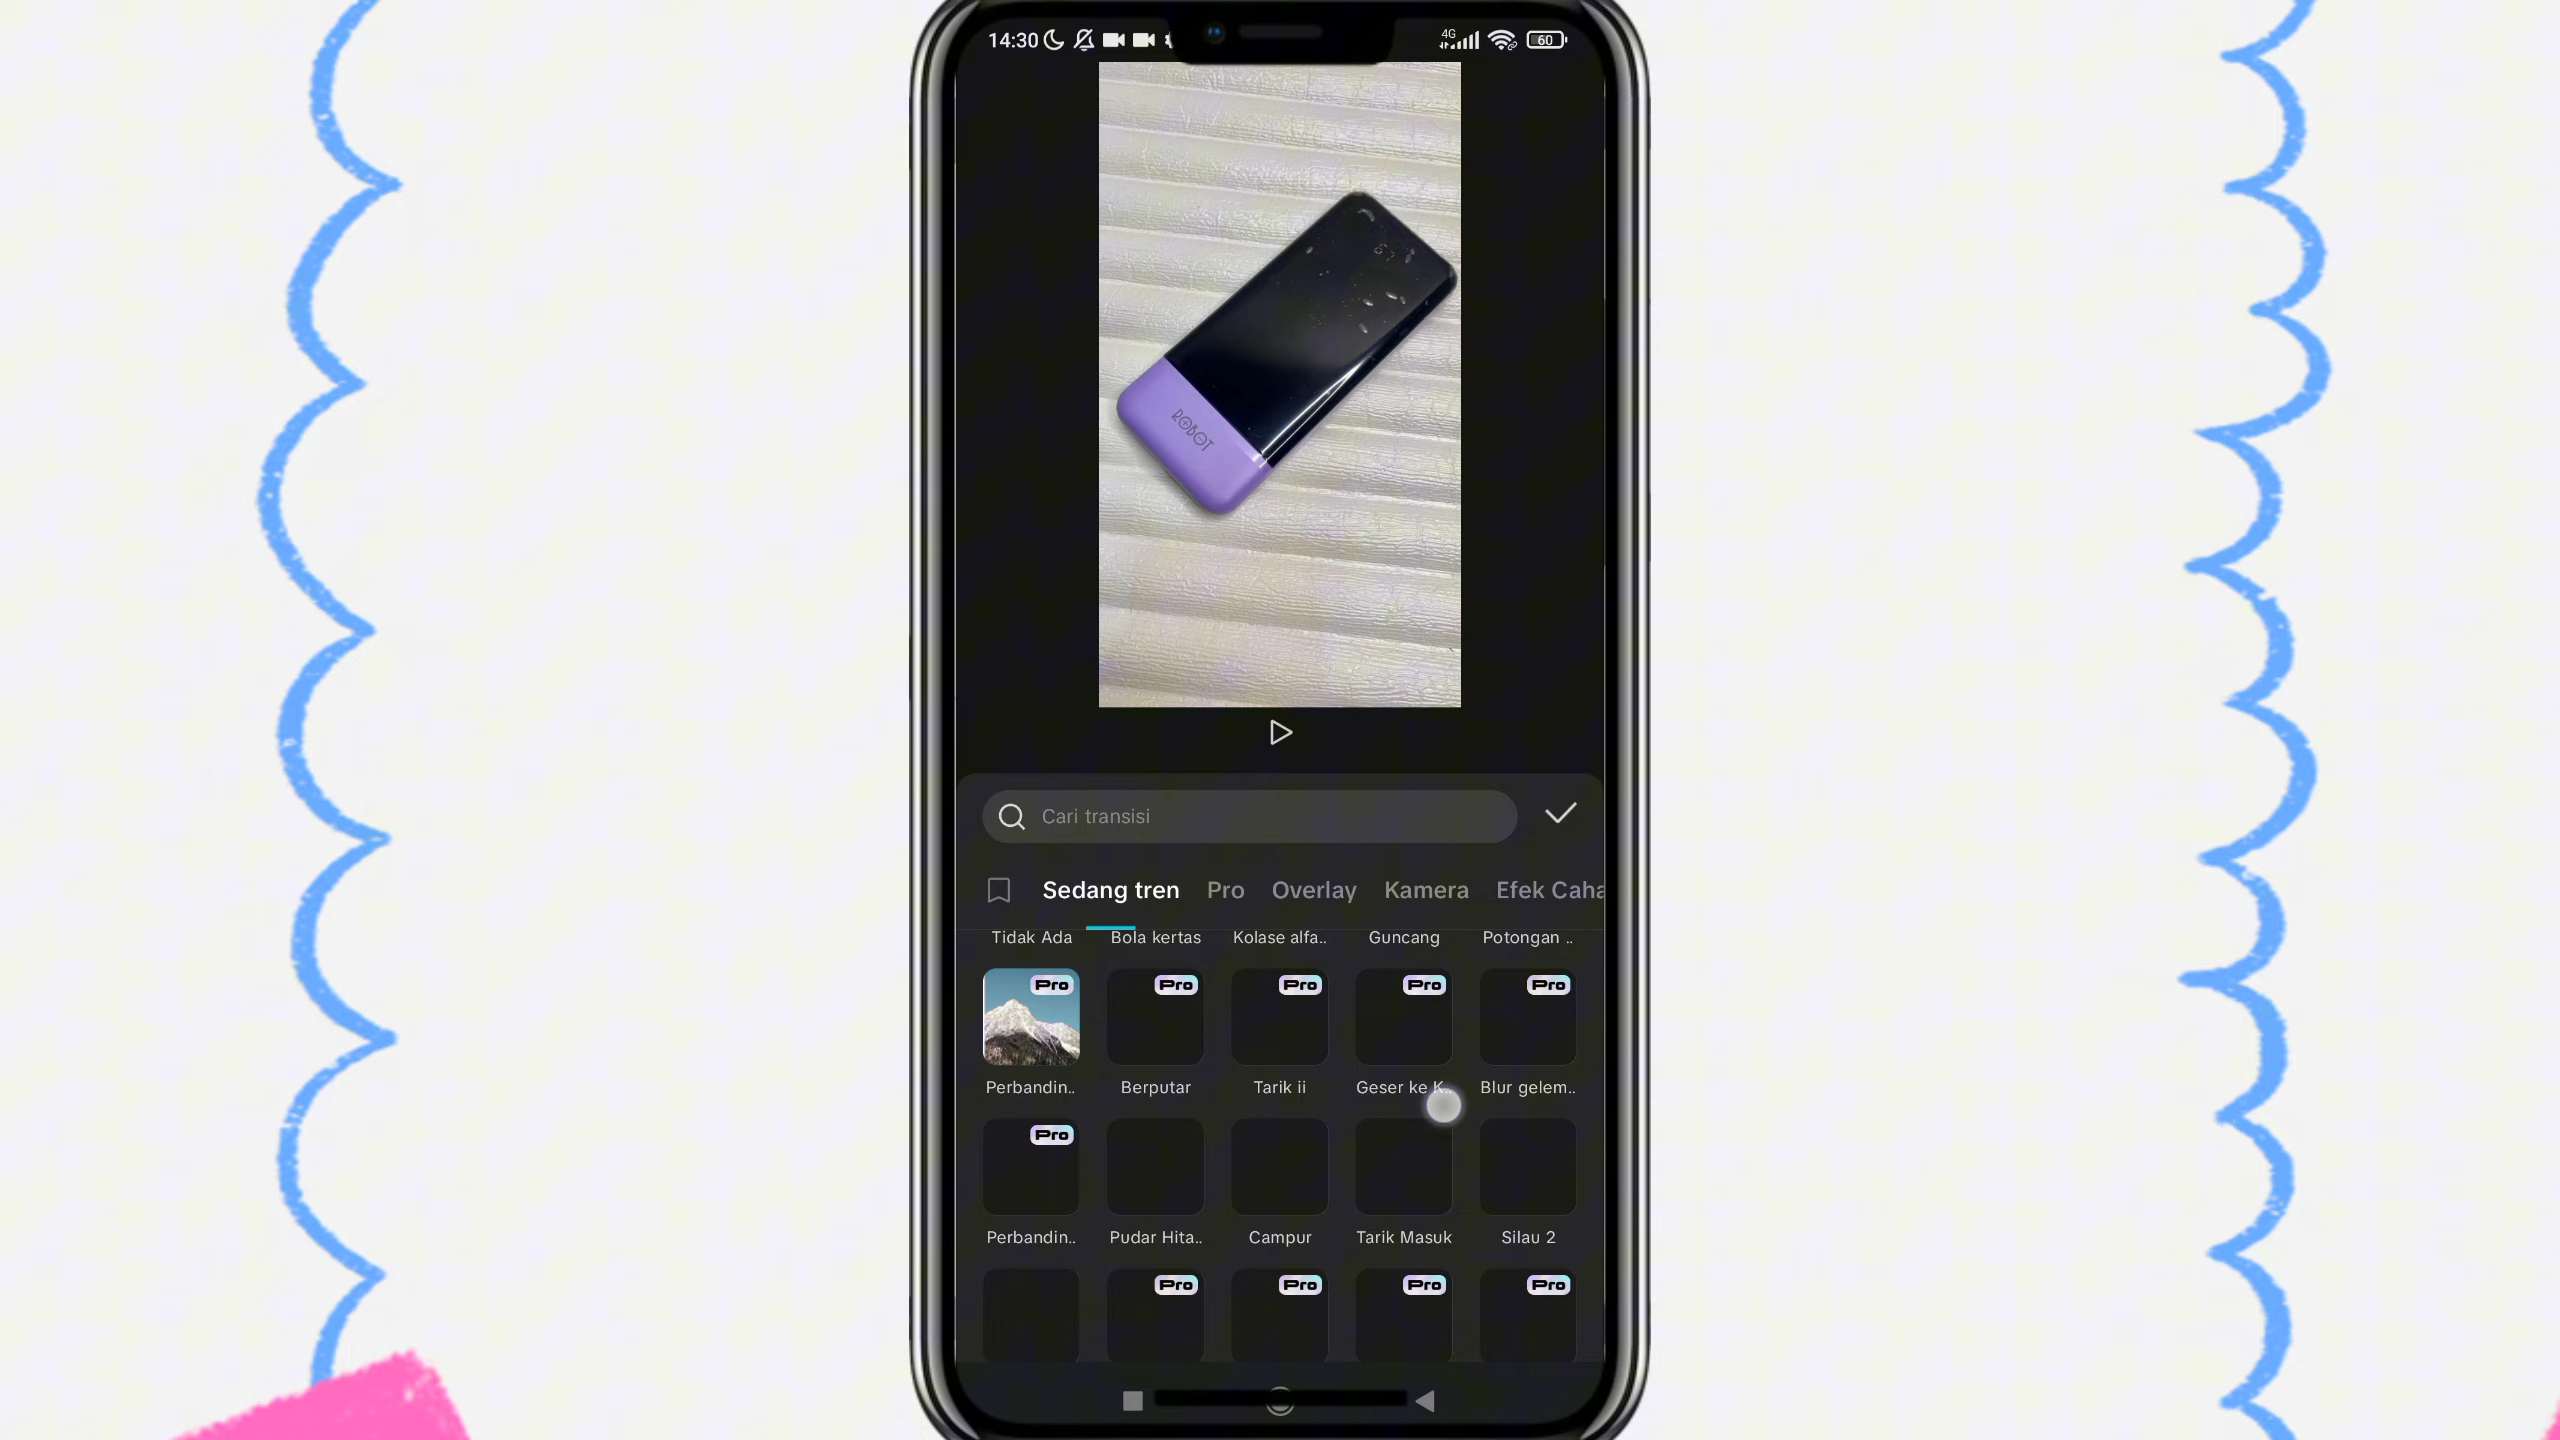 14:30
4G
60
67
ROBOT
Cari transisi
Sedang tren Pro Overlay Kamera Efek Caha
Tidak Ada Bola kertas Kolase alfa.. Guncang Potongan ..
Pro Pro Pro Pro Pro
Perbandin.. Berputar Tarik ii Geser ke K.. Blur gelem..
Pro
Perbandin.. Pudar Hita.. Campur Tarik Masuk Silau 2
Pro Pro Pro Pro